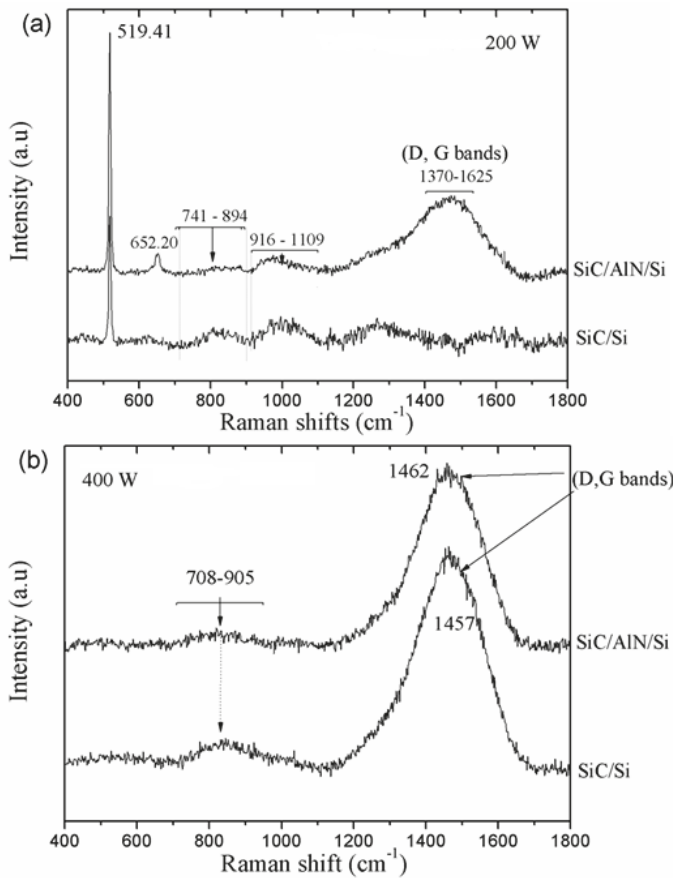 (a)
519.41
200 W
(D, G bands)
1370-1625
652.20
741 - 894
916 - 1109
SiC/AlN/Si
SiC/Si
Intensity (a.u)
400 600 800 1000 1200 1400 1600 1800
Raman shifts (cm-1)
(b)
400 W
1462
(D,G bands)
708-905
1457
SiC/AlN/Si
SiC/Si
Intensity (a.u)
400 600 800 1000 1200 1400 1600 1800
Raman shift (cm-1)